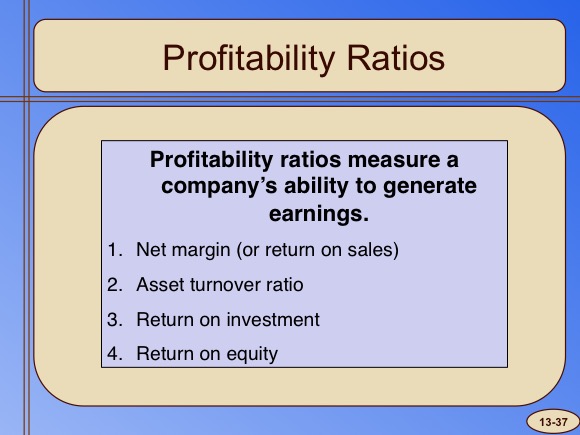 Profitability Ratios
Profitability ratios measure a
company’s ability to generate
earnings.
1. Net margin (or return on sales)
2. Asset turnover ratio
3. Return on investment
4. Return on equity
13-37